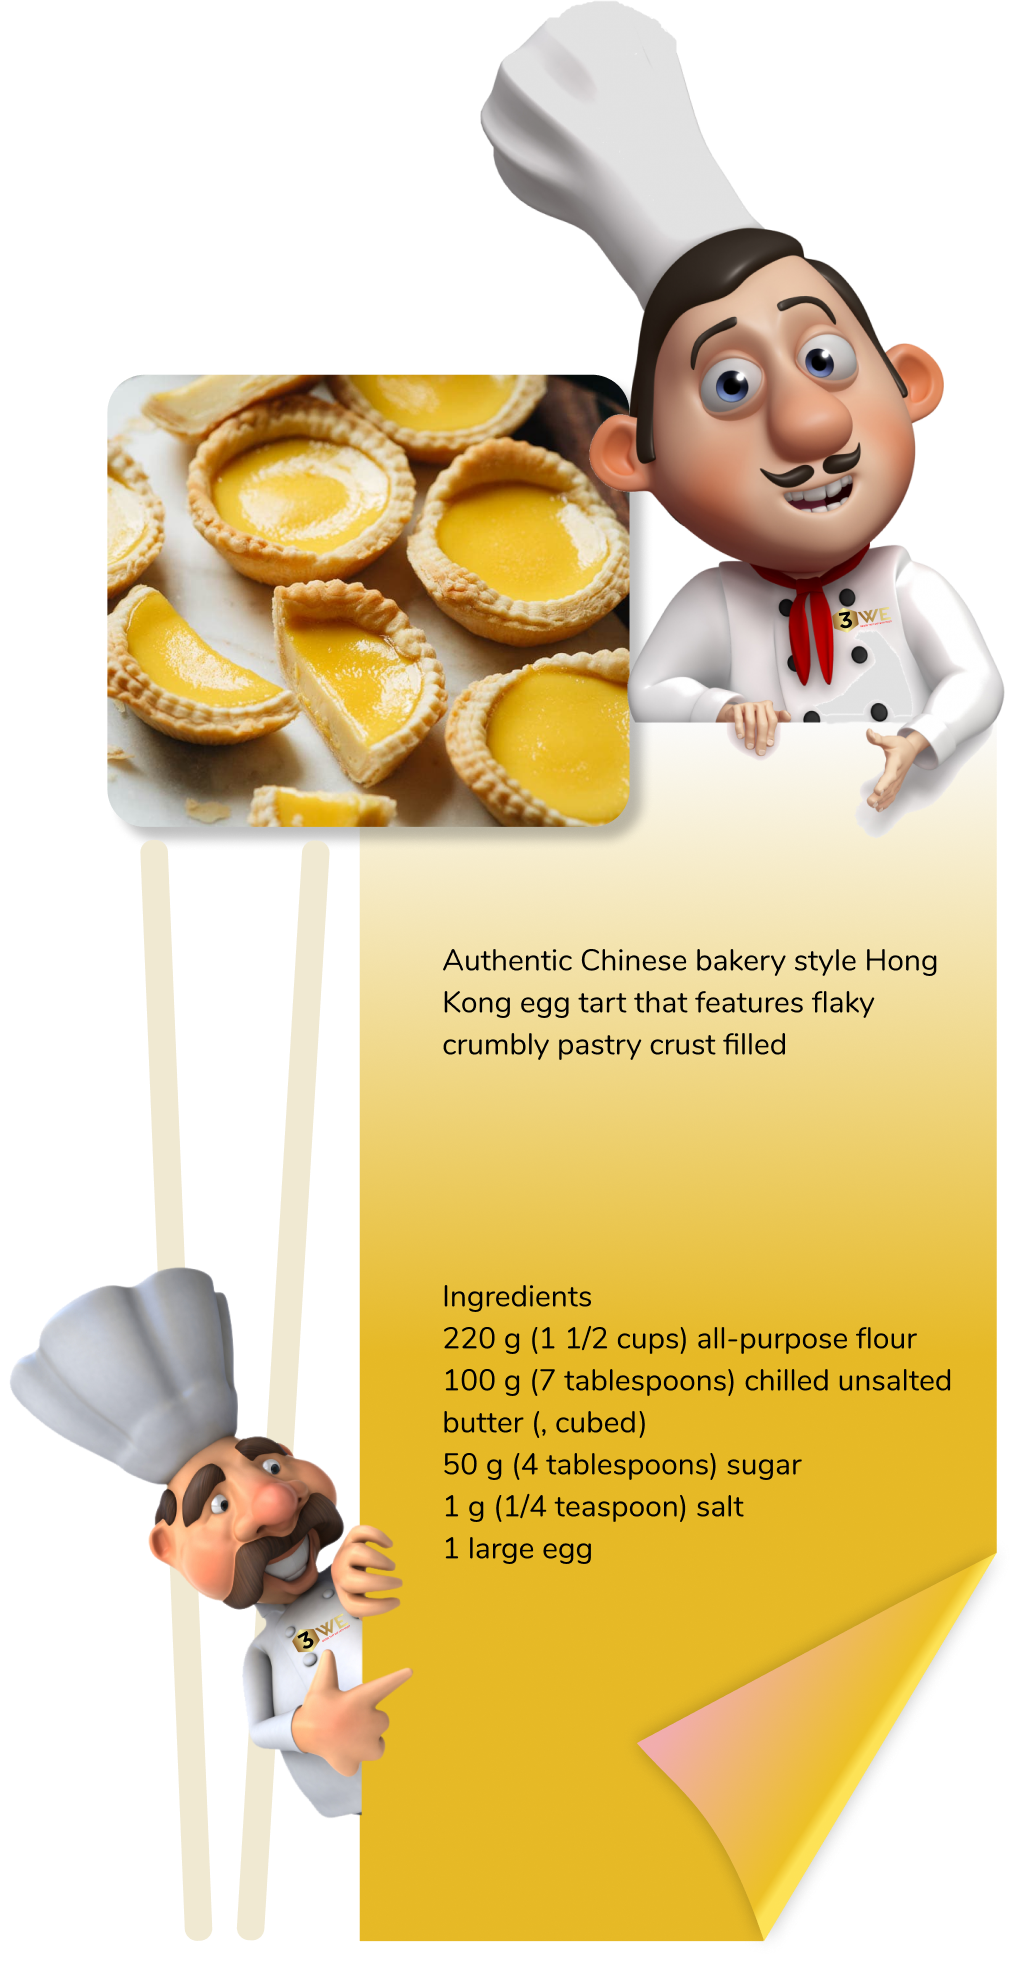 3WE
Authentic Chinese bakery style Hong
Kong egg tart that features flaky
crumbly pastry crust filled
Ingredients
220 g (1 1/2 cups) all-purpose flour
100 g (7 tablespoons) chilled unsalted
butter (, cubed)
50 g (4 tablespoons) sugar
1 g (1/4 teaspoon) salt
1 large egg
3WE